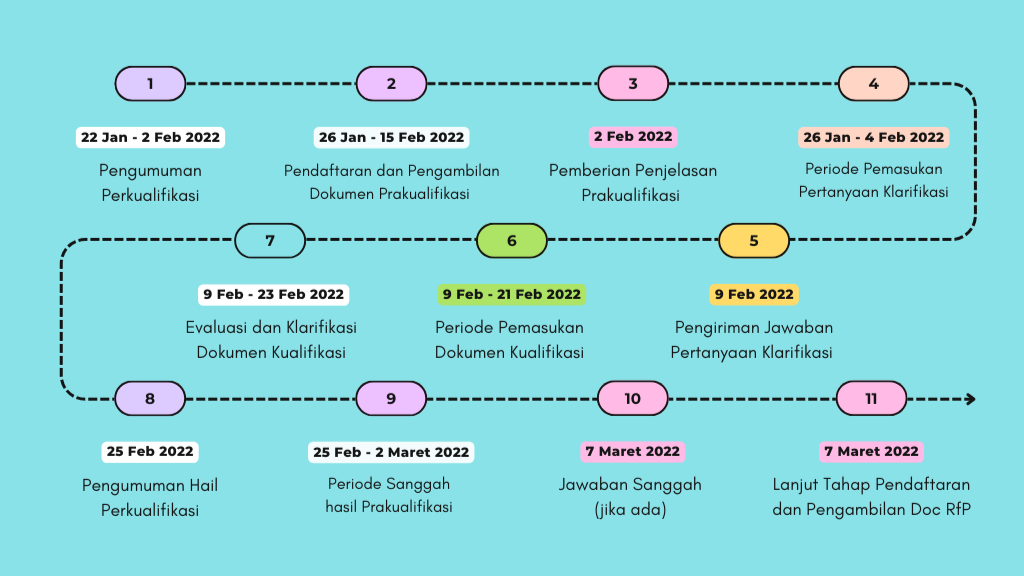 1
22 Jan - 2 Feb 2022
Pengumuman
Perkualifikasi
2
26 Jan - 15 Feb 2022
Pendaftaran dan Pengambilan
Dokumen Prakualifikasi
3
2 Feb 2022
Pemberian Penjelasan
Prakualifikasi
4
26 Jan - 4 Feb 2022
Periode Pemasukan
Pertanyaan Klarifikasi
5
9 Feb 2022
Pengiriman Jawaban
Pertanyaan Klarifikasi
6
9 Feb - 21 Feb 2022
Periode Pemasukan
Dokumen Kualifikasi
7
9 Feb - 23 Feb 2022
Evaluasi dan Klarifikasi
Dokumen Kualifikasi
8
25 Feb 2022
Pengumuman Hail
Perkualifikasi
9
25 Feb - 2 Maret 2022
Periode Sanggah
hasil Prakualifikasi
10
7 Maret 2022
Jawaban Sanggah
(jika ada)
11
7 Maret 2022
Lanjut Tahap Pendaftaran
dan Pengambilan Doc RfP